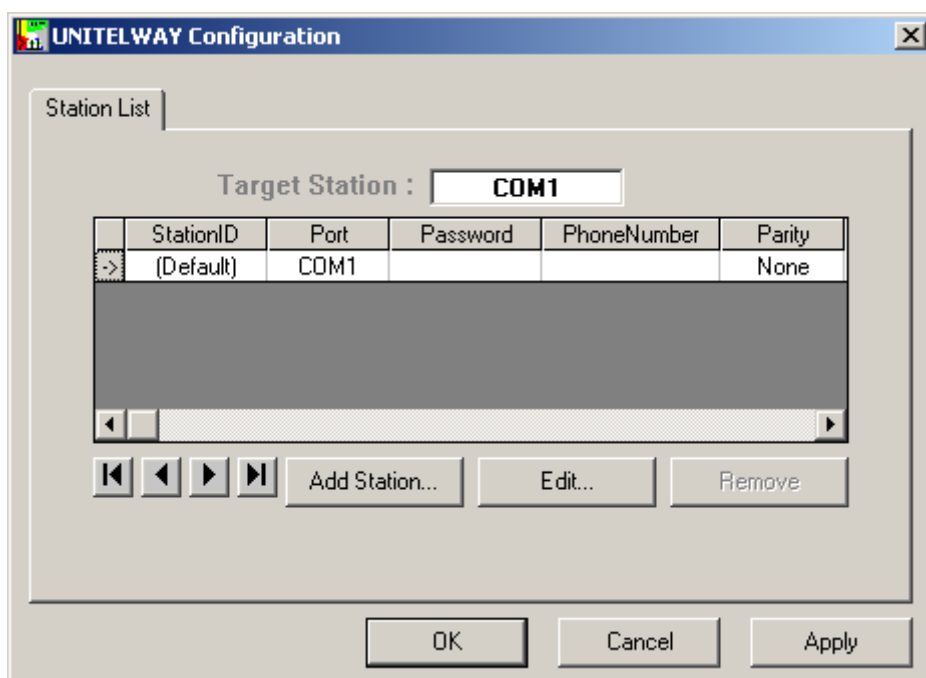 UNITELWAY Configuration
Station List
Target Station : COM1
StationID Port Password PhoneNumber Parity
-> (Default) COM1 None
Add Station... Edit... Remove
OK Cancel Apply